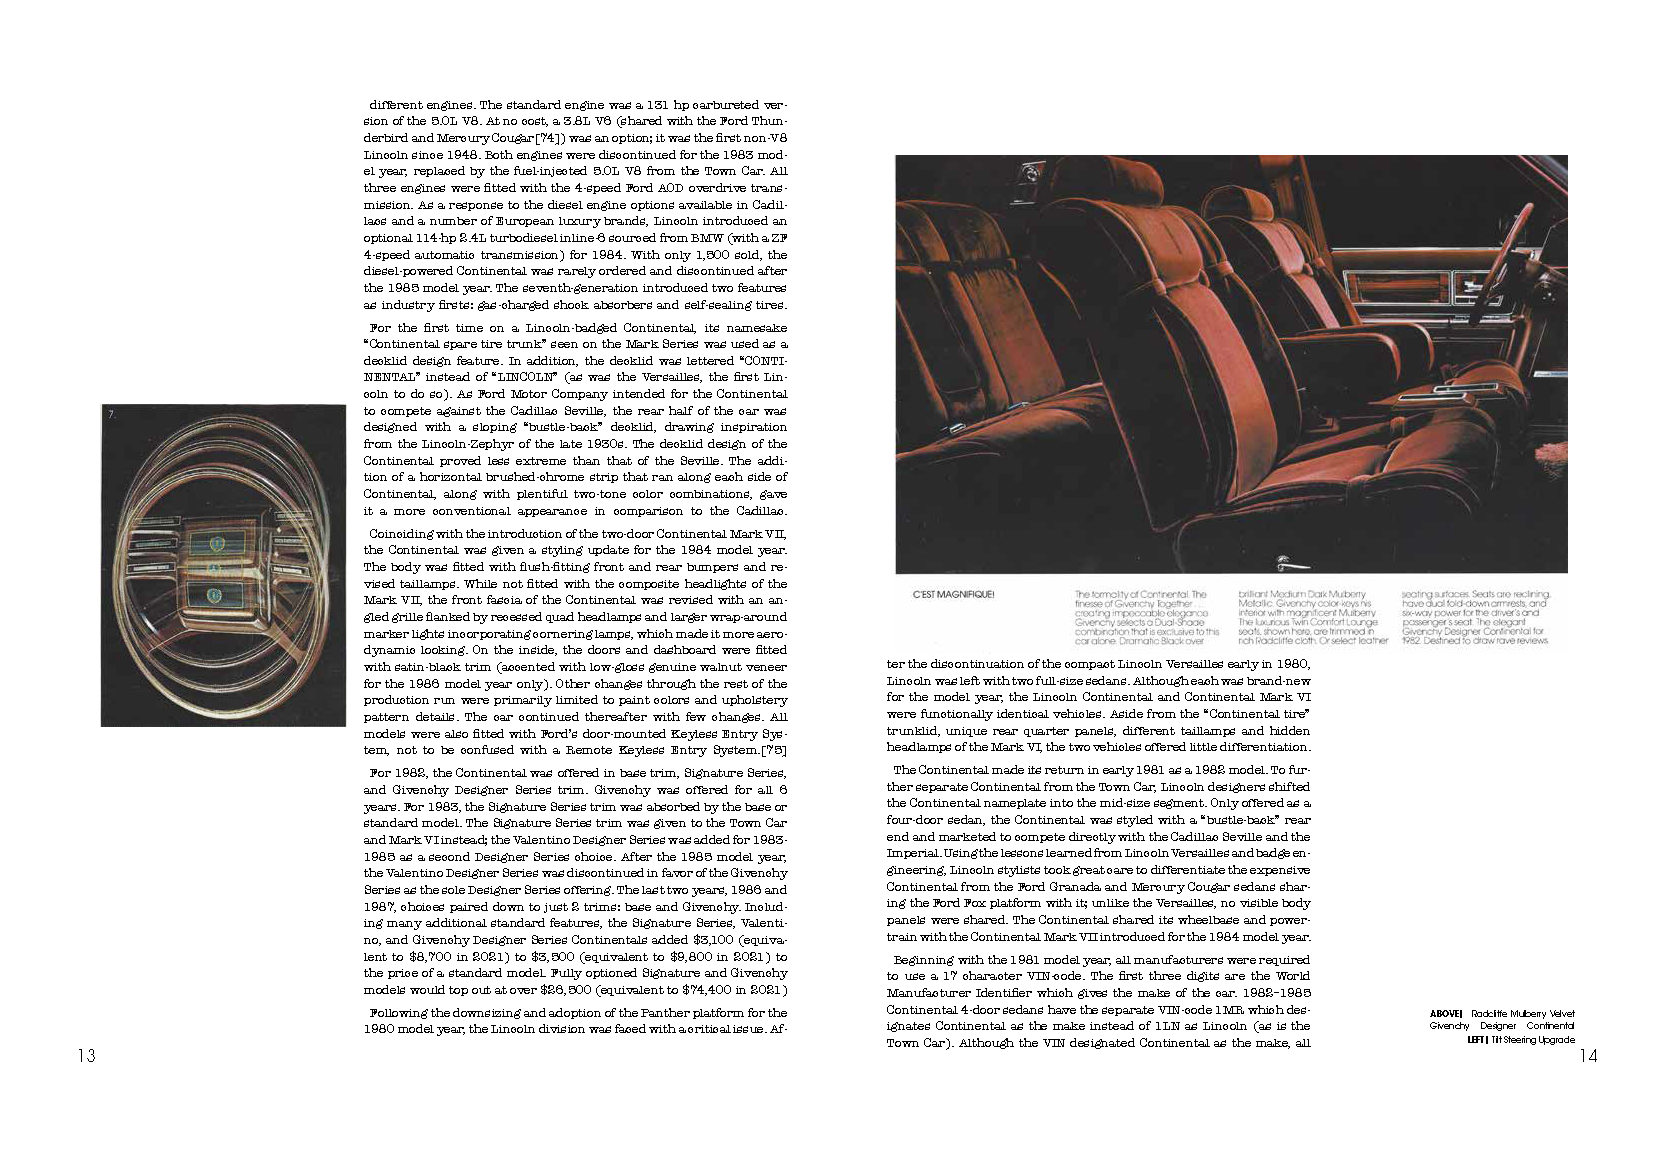 different engines. The standard engine was a 131 hp carbureted ver-
sion of the 5.0L V8. At no cost, a 3.8L V6 (shared with the Ford Thun-
derbird and Mercury Cougar[74]) was an option; it was the first non-V8
Lincoln since 1948. Both engines were discontinued for the 1983 mod-
el year, replaced by the fuel-injected 5.0L V8 from the Town Car. All
three engines were fitted with the 4-speed Ford AOD overdrive trans-
mission. As a response to the diesel engine options available in Cadil-
lacs and a number of European luxury brands, Lincoln introduced an
optional 114-hp 2.4L turbodiesel inline-6 sourced from BMW (with a ZF
4-speed automatic transmission) for 1984. With only 1,500 sold, the
diesel-powered Continental was rarely ordered and discontinued after
the 1985 model year. The seventh-generation introduced two features
as industry firsts: gas-charged shock absorbers and self-sealing tires.
For the first time on a Lincoln-badged Continental, its namesake
“Continental spare tire trunk” seen on the Mark Series was used as a
decklid design feature. In addition, the decklid was lettered “CONTI-
NENTAL” instead of “LINCOLN” (as was the Versailles, the first Lin-
coln to do so). As Ford Motor Company intended for the Continental
to compete against the Cadillac Seville, the rear half of the car was
designed with a sloping “bustle-back” decklid, drawing inspiration
from the Lincoln-Zephyr of the late 1930s. The decklid design of the
Continental proved less extreme than that of the Seville. The addi-
tion of a horizontal brushed-chrome strip that ran along each side of
Continental, along with plentiful two-tone color combinations, gave
it a more conventional appearance in comparison to the Cadillac.
Coinciding with the introduction of the two-door Continental Mark VII,
the Continental was given a styling update for the 1984 model year.
The body was fitted with flush-fitting front and rear bumpers and re-
vised taillamps. While not fitted with the composite headlights of the
Mark VII, the front fascia of the Continental was revised with an an-
gled grille flanked by recessed quad headlamps and larger wrap-around
marker lights incorporating cornering lamps, which made it more aero-
dynamic looking. On the inside, the doors and dashboard were fitted
with satin-black trim (accented with low-gloss genuine walnut veneer
for the 1986 model year only). Other changes through the rest of the
production run were primarily limited to paint colors and upholstery
pattern details. The car continued thereafter with few changes. All
models were also fitted with Ford's door-mounted Keyless Entry Sys-
tem, not to be confused with a Remote Keyless Entry System.[75]
For 1982, the Continental was offered in base trim, Signature Series,
and Givenchy Designer Series trim. Givenchy was offered for all 6
years. For 1983, the Signature Series trim was absorbed by the base or
standard model. The Signature Series trim was given to the Town Car
and Mark VI instead; the Valentino Designer Series was added for 1983-
1985 as a second Designer Series choice. After the 1985 model year,
the Valentino Designer Series was discontinued in favor of the Givenchy
Series as the sole Designer Series offering. The last two years, 1986 and
1987, choices paired down to just 2 trims: base and Givenchy. Includ-
ing many additional standard features, the Signature Series, Valenti-
no, and Givenchy Designer Series Continentals added $3,100 (equiva-
lent to $8,700 in 2021) to $3,500 (equivalent to $9,800 in 2021) to
the price of a standard model. Fully optioned Signature and Givenchy
models would top out at over $26,500 (equivalent to $74,400 in 2021)
Following the downsizing and adoption of the Panther platform for the
1980 model year, the Lincoln division was faced with a critical issue. Af-
7.
13
C'EST MAGNIFIQUE!
The formality of Continental. The
finesse of Givenchy. Together . . .
creating impeccable elegance.
Givenchy selects a Dual-Shade
combination that is exclusive to this
car alone. Dramatic Black over
brilliant Medium Dark Mulberry
Metallic. Givenchy color-keys his
interior with magnificent Mulberry.
The luxurious Twin Comfort Lounge
seats, shown here, are trimmed in
rich Radcliffe cloth. Or select leather
seating surfaces. Seats are reclining,
have dual fold-down armrests, and
six-way power for the driver's and
passenger's seat. The elegant
Givenchy Designer Continental for
1982. Destined to draw rave reviews.
ter the discontinuation of the compact Lincoln Versailles early in 1980,
Lincoln was left with two full-size sedans. Although each was brand-new
for the model year, the Lincoln Continental and Continental Mark VI
were functionally identical vehicles. Aside from the “Continental tire”
trunklid, unique rear quarter panels, different taillamps and hidden
headlamps of the Mark VI, the two vehicles offered little differentiation.
The Continental made its return in early 1981 as a 1982 model. To fur-
ther separate Continental from the Town Car, Lincoln designers shifted
the Continental nameplate into the mid-size segment. Only offered as a
four-door sedan, the Continental was styled with a “bustle-back” rear
end and marketed to compete directly with the Cadillac Seville and the
Imperial. Using the lessons learned from Lincoln Versailles and badge en-
gineering, Lincoln stylists took great care to differentiate the expensive
Continental from the Ford Granada and Mercury Cougar sedans shar-
ing the Ford Fox platform with it; unlike the Versailles, no visible body
panels were shared. The Continental shared its wheelbase and power-
train with the Continental Mark VII introduced for the 1984 model year.
Beginning with the 1981 model year, all manufacturers were required
to use a 17 character VIN-code. The first three digits are the World
Manufacturer Identifier which gives the make of the car. 1982–1985
Continental 4-door sedans have the separate VIN-code 1MR which des-
ignates Continental as the make instead of 1LN as Lincoln (as is the
Town Car). Although the VIN designated Continental as the make, all
ABOVE| Radcliffe Mulberry Velvet
Givenchy Designer Continental
LEFT| Tilt Steering Upgrade
14